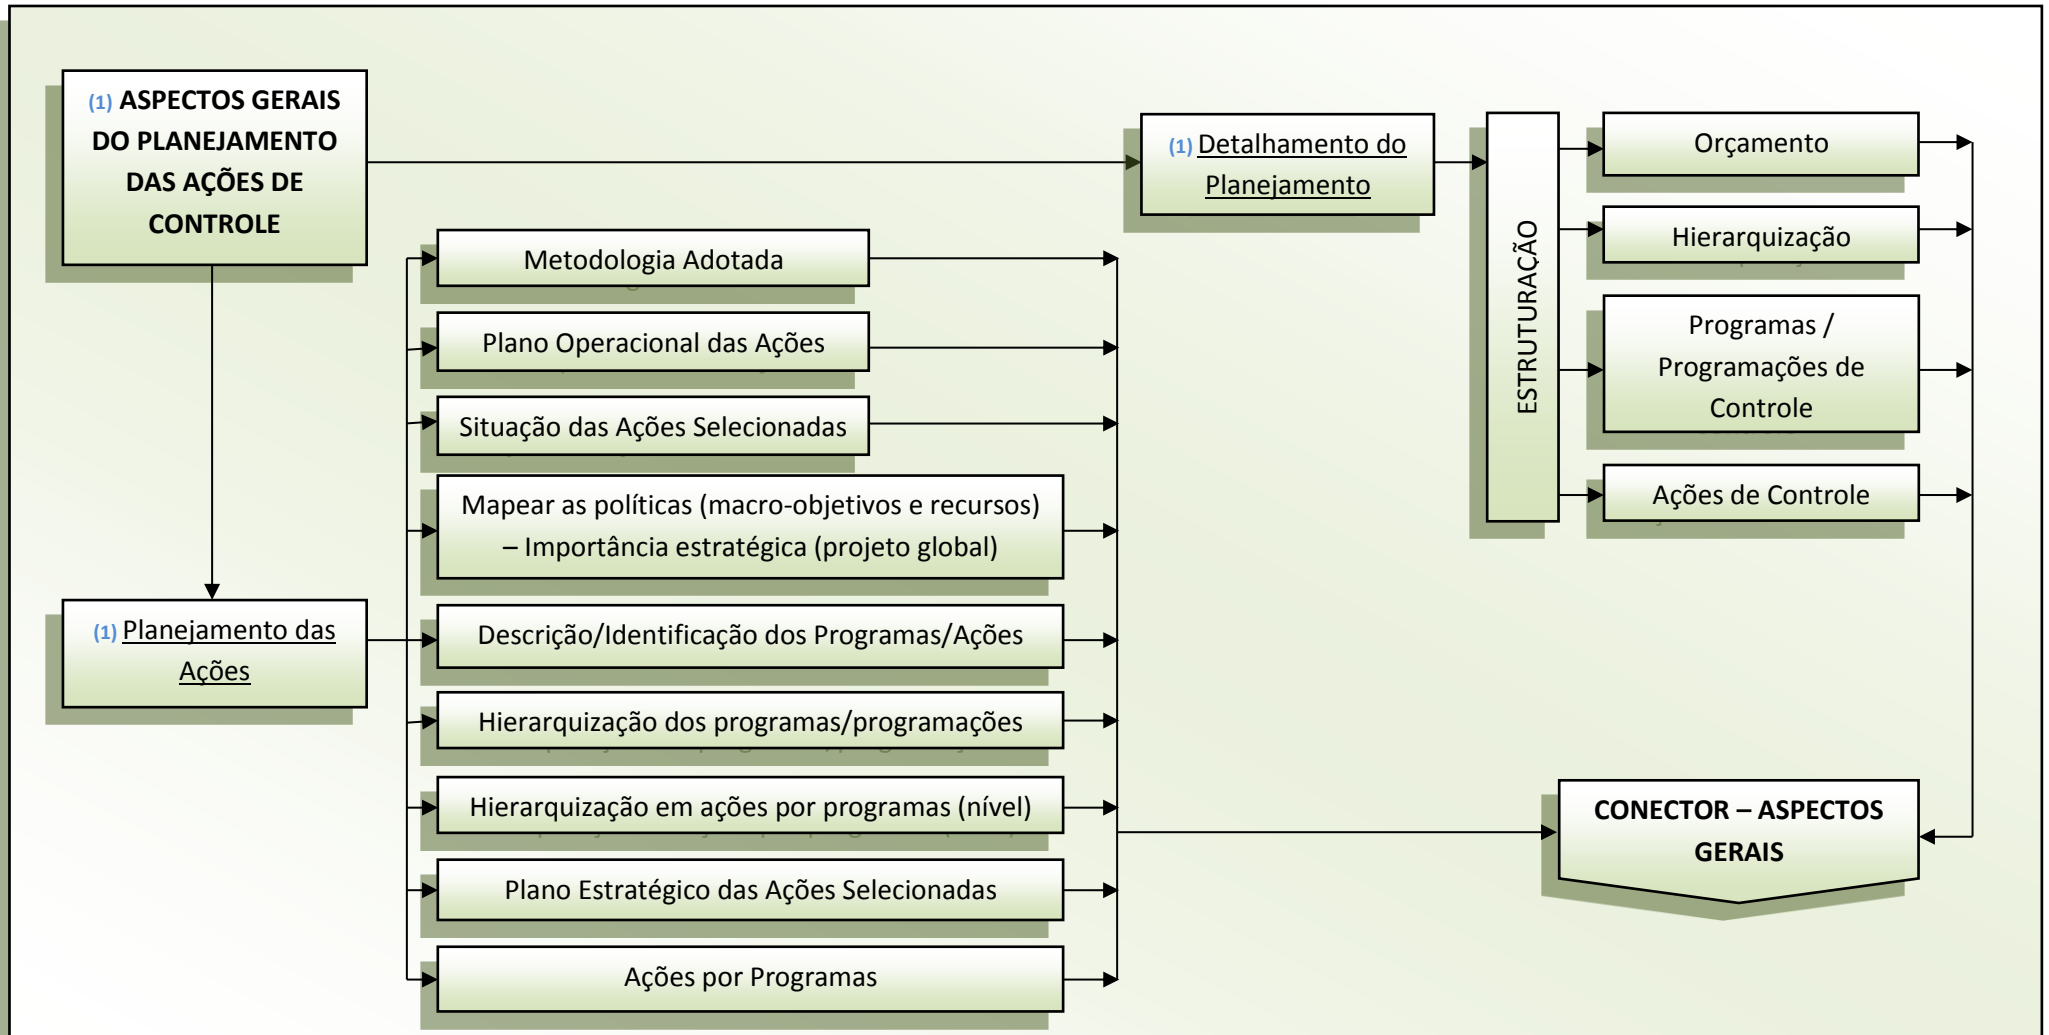 (1) ASPECTOS GERAIS
DO PLANEJAMENTO
DAS AÇÕES DE
CONTROLE
(1) Detalhamento do
Planejamento
ESTRUTURAÇÃO
Orçamento
Hierarquização
Programas /
Programações de
Controle
Ações de Controle
Metodologia Adotada
Plano Operacional das Ações
Situação das Ações Selecionadas
Mapear as políticas (macro-objetivos e recursos)
– Importância estratégica (projeto global)
(1) Planejamento das
Ações
Descrição/Identificação dos Programas/Ações
Hierarquização dos programas/programações
Hierarquização em ações por programas (nível)
Plano Estratégico das Ações Selecionadas
Ações por Programas
CONECTOR – ASPECTOS
GERAIS